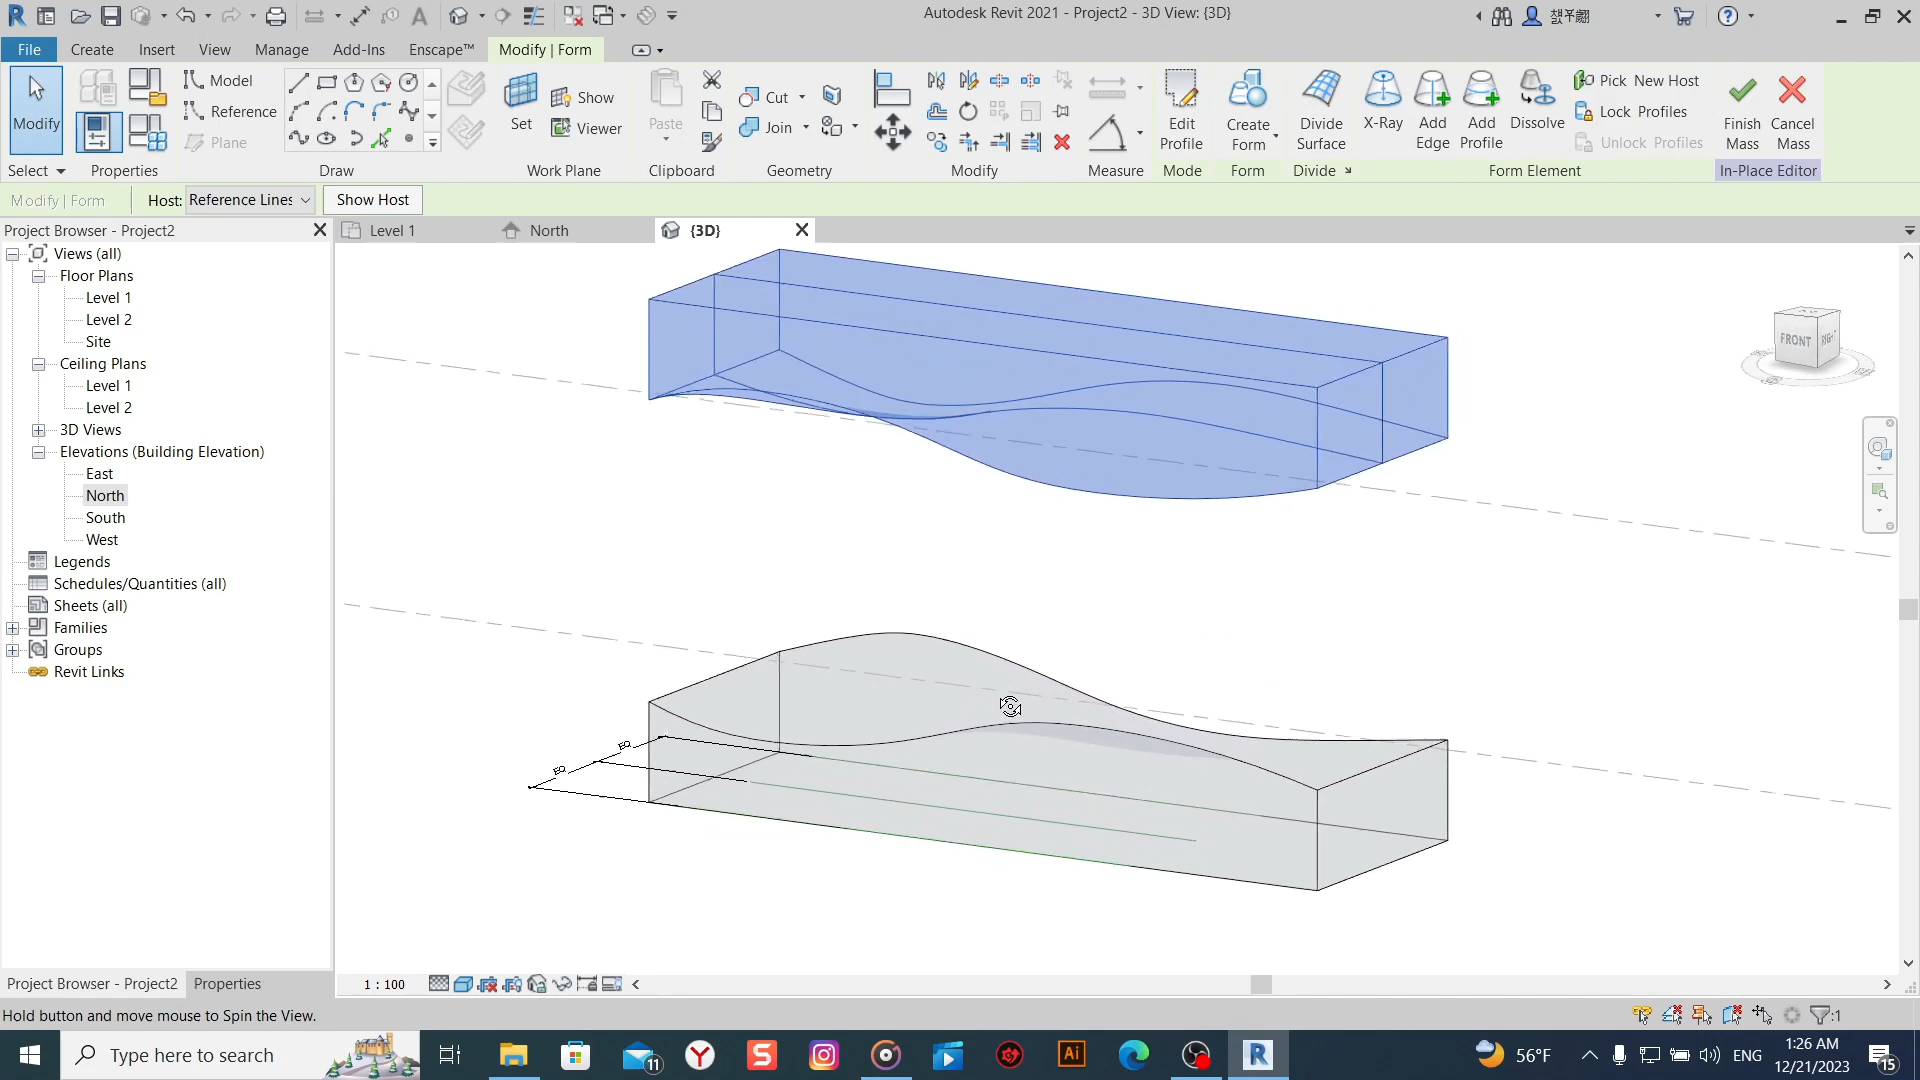 Autodesk Revit 2021 - Project2 - 3D View: {3D}
File
Create
Insert
View
Manage
Add-Ins
Enscape™
Modify | Form
Modify
Select
Properties
Model
Reference
Plane
Draw
Set
Show
Viewer
Work Plane
Paste
Clipboard
Cut
Join
Geometry
Modify
Measure
Edit Profile
Mode
Create Form
Form
Divide Surface
Divide
X-Ray
Add Edge
Add Profile
Dissolve
Pick New Host
Lock Profiles
Unlock Profiles
Form Element
Finish Mass
Cancel Mass
In-Place Editor
Modify | Form
Host:
Reference Lines
Show Host
Project Browser - Project2
Level 1
North
{3D}
Views (all)
Floor Plans
Level 1
Level 2
Site
Ceiling Plans
Level 1
Level 2
3D Views
Elevations (Building Elevation)
East
North
South
West
Legends
Schedules/Quantities (all)
Sheets (all)
Families
Groups
Revit Links
FRONT
EQ
EQ
Project Browser - Project2
Properties
1 : 100
Hold button and move mouse to Spin the View.
:1
Type here to search
11
56°F
ENG
1:26 AM
12/21/2023
15